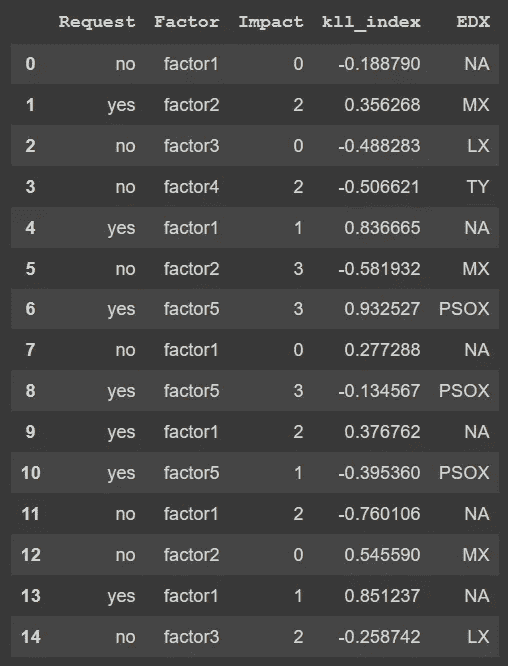 Request Factor Impact kll_index EDX
0 no factor1 0 -0.188790 NA
1 yes factor2 2 0.356268 MX
2 no factor3 0 -0.488283 LX
3 no factor4 2 -0.506621 TY
4 yes factor1 1 0.836665 NA
5 no factor2 3 -0.581932 MX
6 yes factor5 3 0.932527 PSOX
7 no factor1 0 0.277288 NA
8 yes factor5 3 -0.134567 PSOX
9 yes factor1 2 0.376762 NA
10 yes factor5 1 -0.395360 PSOX
11 no factor1 2 -0.760106 NA
12 no factor2 0 0.545590 MX
13 yes factor1 1 0.851237 NA
14 no factor3 2 -0.258742 LX